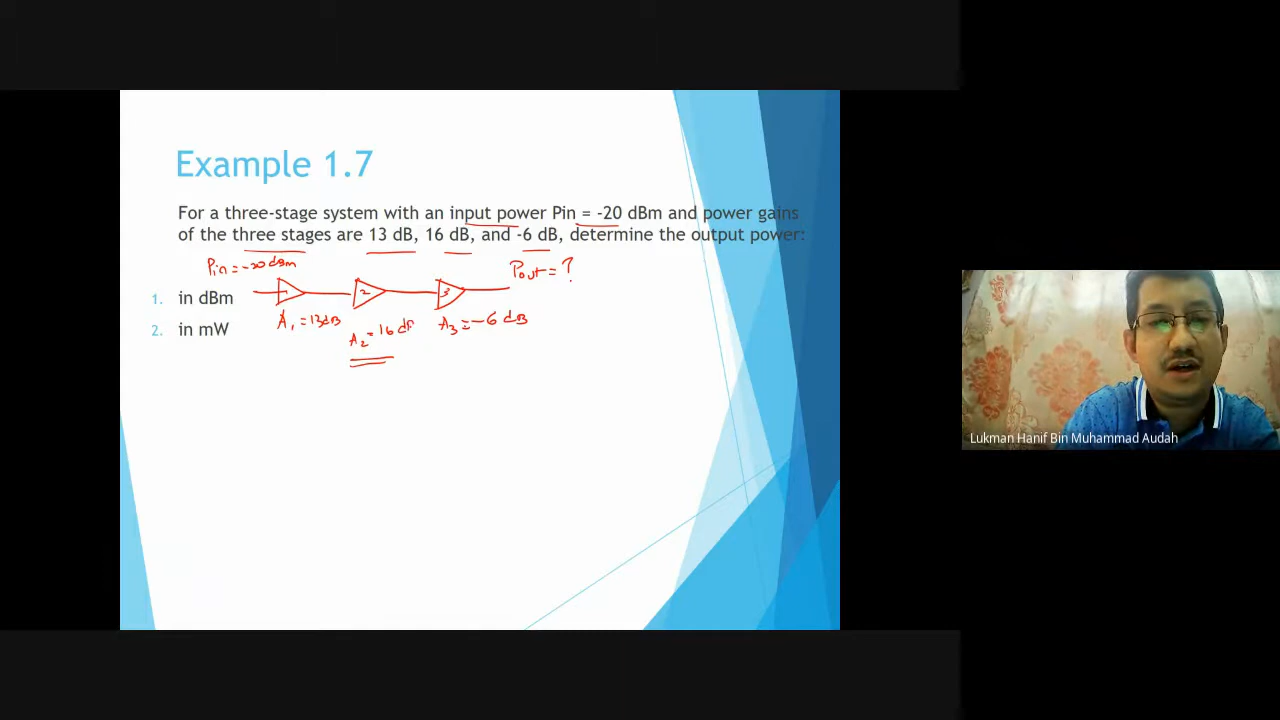 Example 1.7
For a three-stage system with an input power Pin = -20 dBm and power gains
of the three stages are 13 dB, 16 dB, and -6 dB, determine the output power:
Pin = -20 dBm
Pout = ?
1. in dBm
1 2 3
A1 = 13 dB
A2 = 16 dB
A3 = -6 dB
2. in mW
Lukman Hanif Bin Muhammad Audah